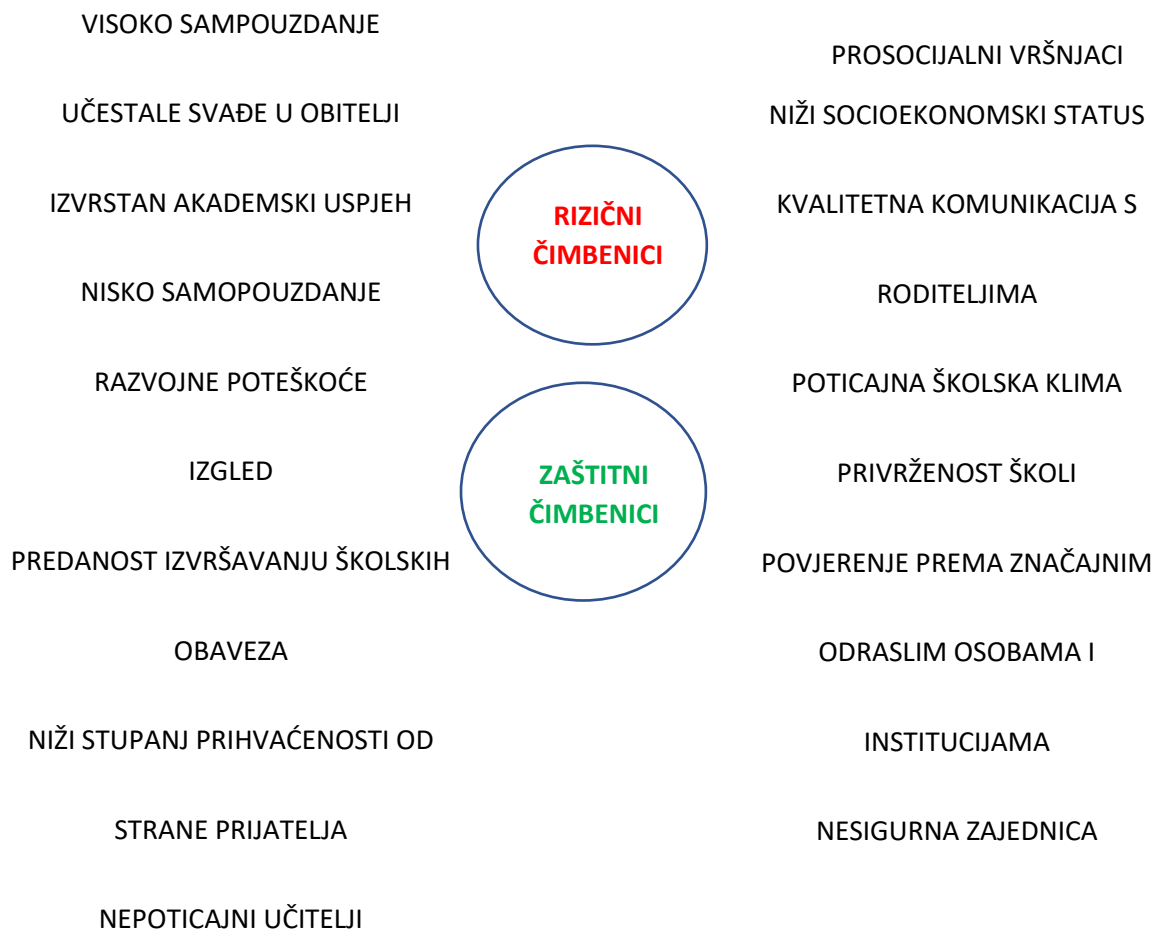 VISOKO SAMPOUZDANJE
UČESTALE SVAĐE U OBITELJI
IZVRSTAN AKADEMSKI USPJEH
NISKO SAMOPOUZDANJE
RAZVOJNE POTEŠKOĆE
IZGLED
PREDANOST IZVRŠAVANJU ŠKOLSKIH
OBAVEZA
NIŽI STUPANJ PRIHVAĆENOSTI OD
STRANE PRIJATELJA
NEPOTICAJNI UČITELJI
RIZIČNI
ČIMBENICI
ZAŠTITNI
ČIMBENICI
PROSOCIJALNI VRŠNJACI
NIŽI SOCIOEKONOMSKI STATUS
KVALITETNA KOMUNIKACIJA S
RODITELJIMA
POTICAJNA ŠKOLSKA KLIMA
PRIVRŽENOST ŠKOLI
POVJERENJE PREMA ZNAČAJNIM
ODRASLIM OSOBAMA I
INSTITUCIJAMA
NESIGURNA ZAJEDNICA